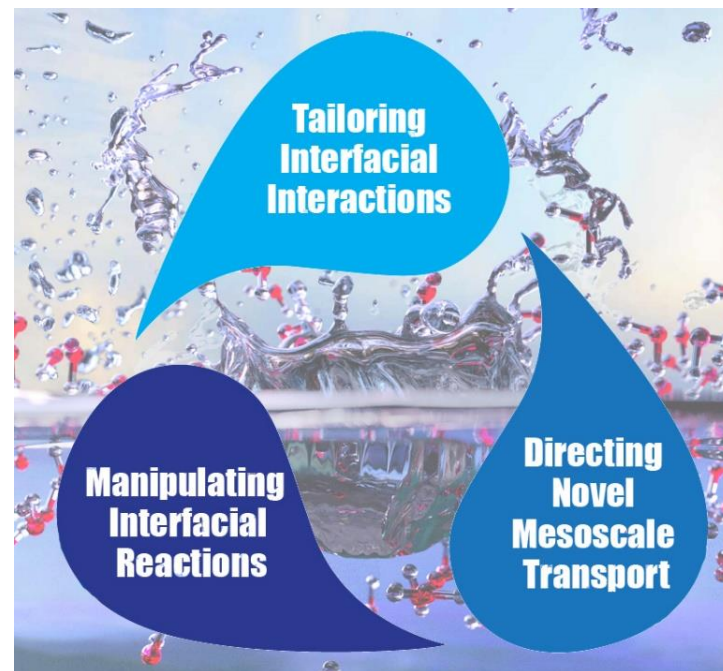 Tailoring
Interfacial
Interactions
Manipulating
Interfacial
Reactions
Directing
Novel
Mesoscale
Transport